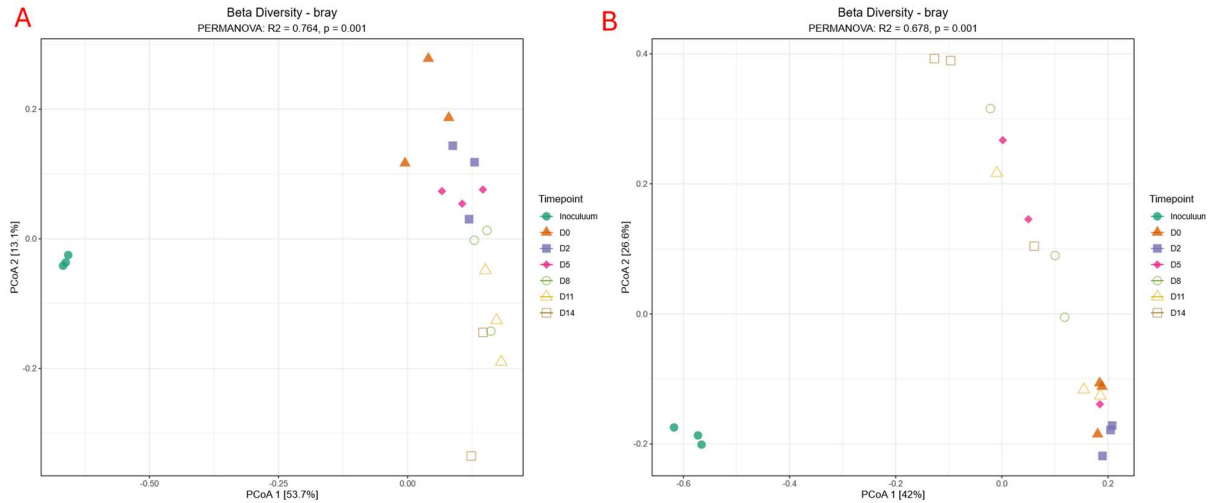 A
Beta Diversity - bray
PERMANOVA: R2 = 0.764, p = 0.001
0.2
0.0
-0.2
PCoA 2 [13.1%]
-0.50
-0.25
0.00
PCoA 1 [53.7%]
Timepoint
Inoculum
D0
D2
D5
D8
D11
D14
B
Beta Diversity - bray
PERMANOVA: R2 = 0.678, p = 0.001
0.4
0.2
0.0
-0.2
PCoA 2 [26.6%]
-0.6
-0.4
-0.2
0.0
0.2
PCoA 1 [42%]
Timepoint
Inoculum
D0
D2
D5
D8
D11
D14